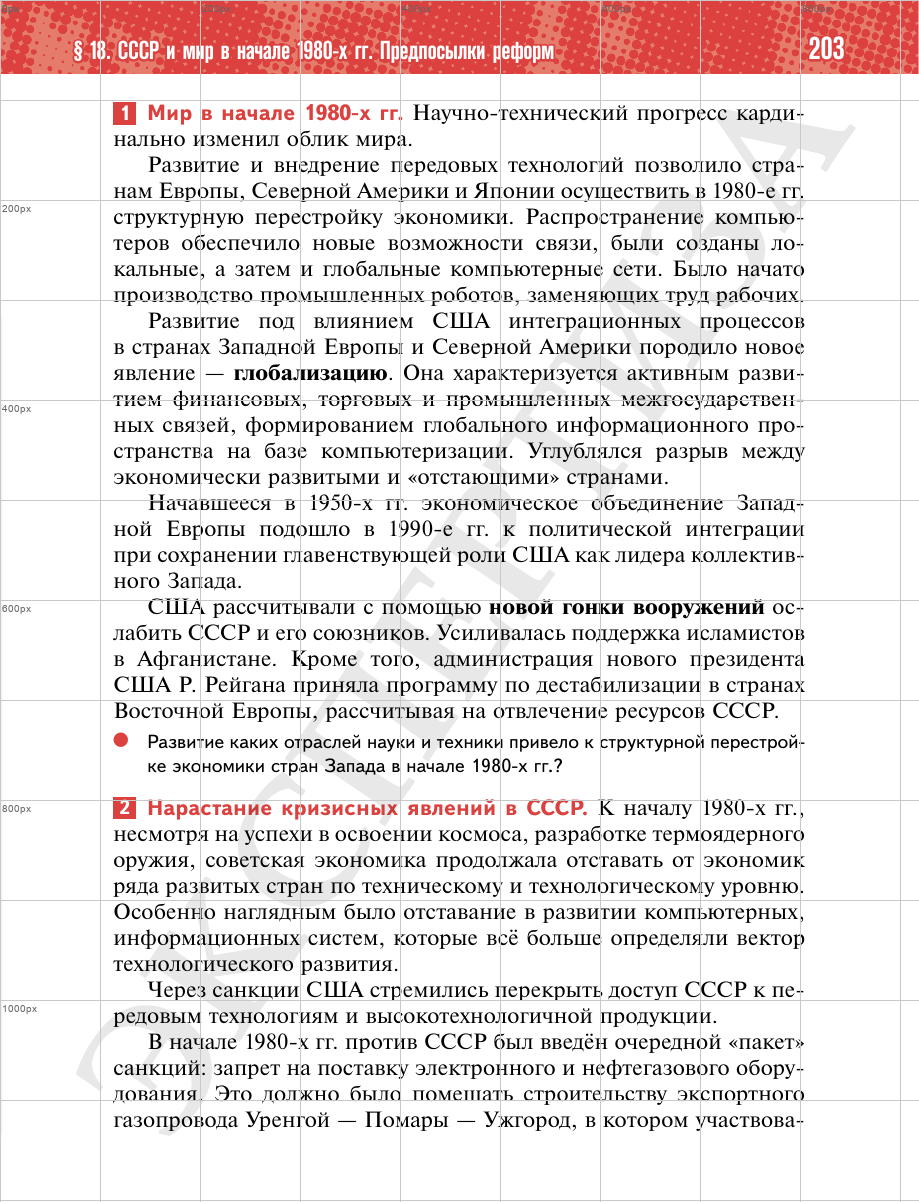 § 18. СССР и мир в начале 1980-х гг. Предпосылки реформ
203
1 Мир в начале 1980-х гг. Научно-технический прогресс карди-
нально изменил облик мира.
Развитие и внедрение передовых технологий позволило стра-
нам Европы, Северной Америки и Японии осуществить в 1980-е гг.
структурную перестройку экономики. Распространение компью-
теров обеспечило новые возможности связи, были созданы ло-
кальные, а затем и глобальные компьютерные сети. Было начато
производство промышленных роботов, заменяющих труд рабочих.
Развитие под влиянием США интеграционных процессов
в странах Западной Европы и Северной Америки породило новое
явление — глобализацию. Она характеризуется активным разви-
тием финансовых, торговых и промышленных межгосударствен-
ных связей, формированием глобального информационного про-
странства на базе компьютеризации. Углублялся разрыв между
экономически развитыми и «отстающими» странами.
Начавшееся в 1950-х гг. экономическое объединение Запад-
ной Европы подошло в 1990-е гг. к политической интеграции
при сохранении главенствующей роли США как лидера коллектив-
ного Запада.
США рассчитывали с помощью новой гонки вооружений ос-
лабить СССР и его союзников. Усиливалась поддержка исламистов
в Афганистане. Кроме того, администрация нового президента
США Р. Рейгана приняла программу по дестабилизации в странах
Восточной Европы, рассчитывая на отвлечение ресурсов СССР.
Развитие каких отраслей науки и техники привело к структурной перестрой-
ке экономики стран Запада в начале 1980-х гг.?
2 Нарастание кризисных явлений в СССР. К началу 1980-х гг.,
несмотря на успехи в освоении космоса, разработке термоядерного
оружия, советская экономика продолжала отставать от экономик
ряда развитых стран по техническому и технологическому уровню.
Особенно наглядным было отставание в развитии компьютерных,
информационных систем, которые всё больше определяли вектор
технологического развития.
Через санкции США стремились перекрыть доступ СССР к пе-
редовым технологиям и высокотехнологичной продукции.
В начале 1980-х гг. против СССР был введён очередной «пакет»
санкций: запрет на поставку электронного и нефтегазового обору-
дования. Это должно было помешать строительству экспортного
газопровода Уренгой — Помары — Ужгород, в котором участвова-
200px
400px
600px
800px
1000px
ЭКСПЕРТИЗА